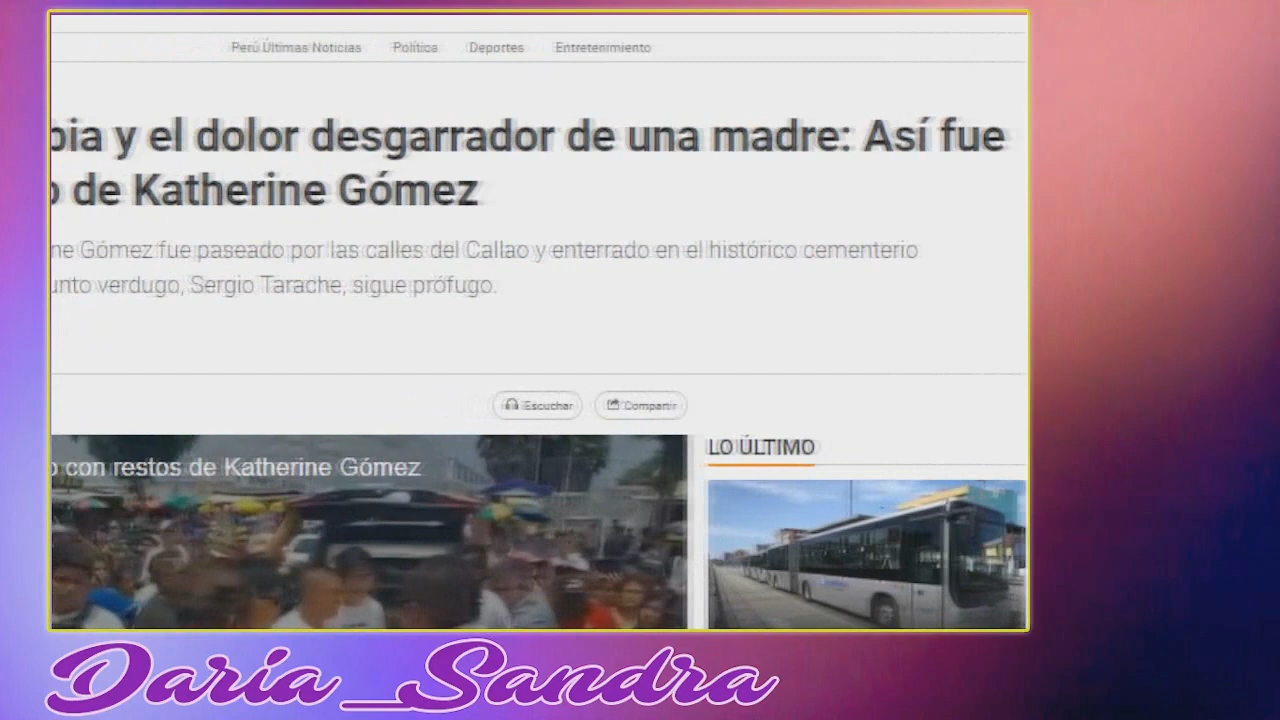 Perú Últimas Noticias Política Deportes Entretenimiento
bia y el dolor desgarrador de una madre: Así fue
o de Katherine Gómez
ne Gómez fue paseado por las calles del Callao y enterrado en el histórico cementerio
unto verdugo, Sergio Tarache, sigue prófugo.
Escuchar Compartir
LO ÚLTIMO
o con restos de Katherine Gómez
Daria_Sandra